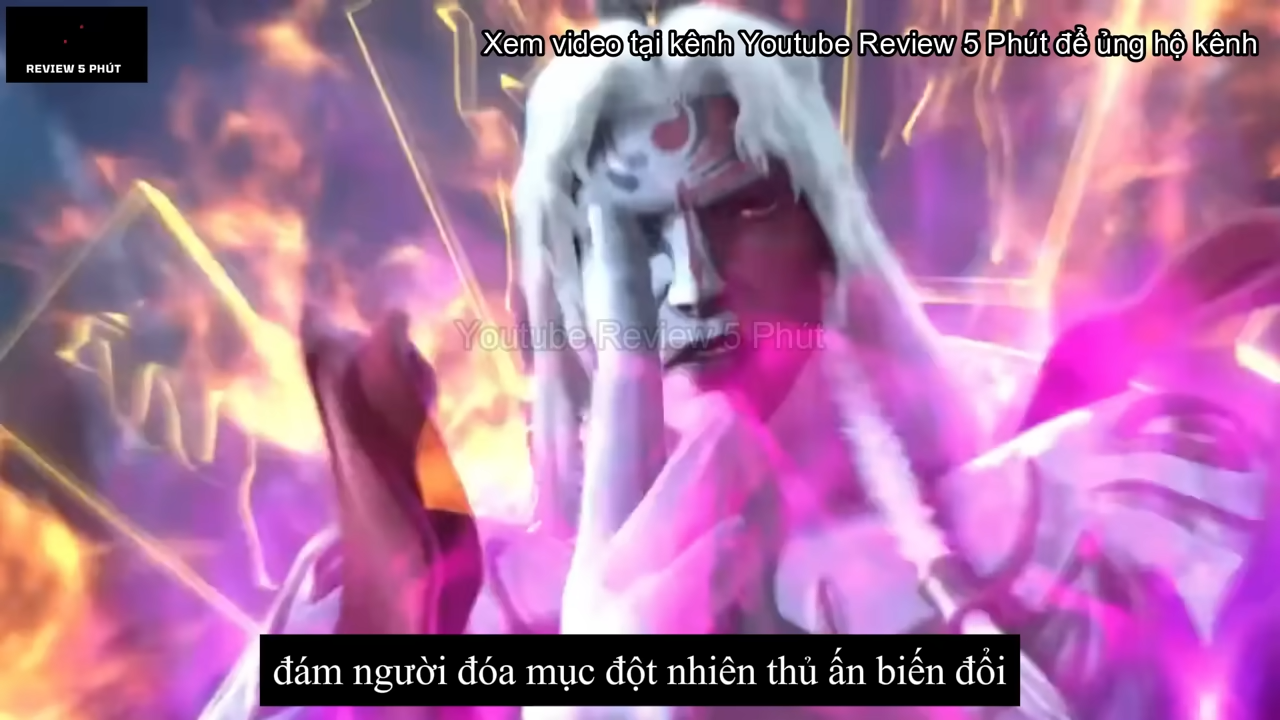 Xem video tại kênh Youtube Review 5 Phút để ủng hộ kênh
REVIEW 5 PHÚT
Youtube Review 5 Phút
đám người đóa mục đột nhiên thủ ấn biến đổi